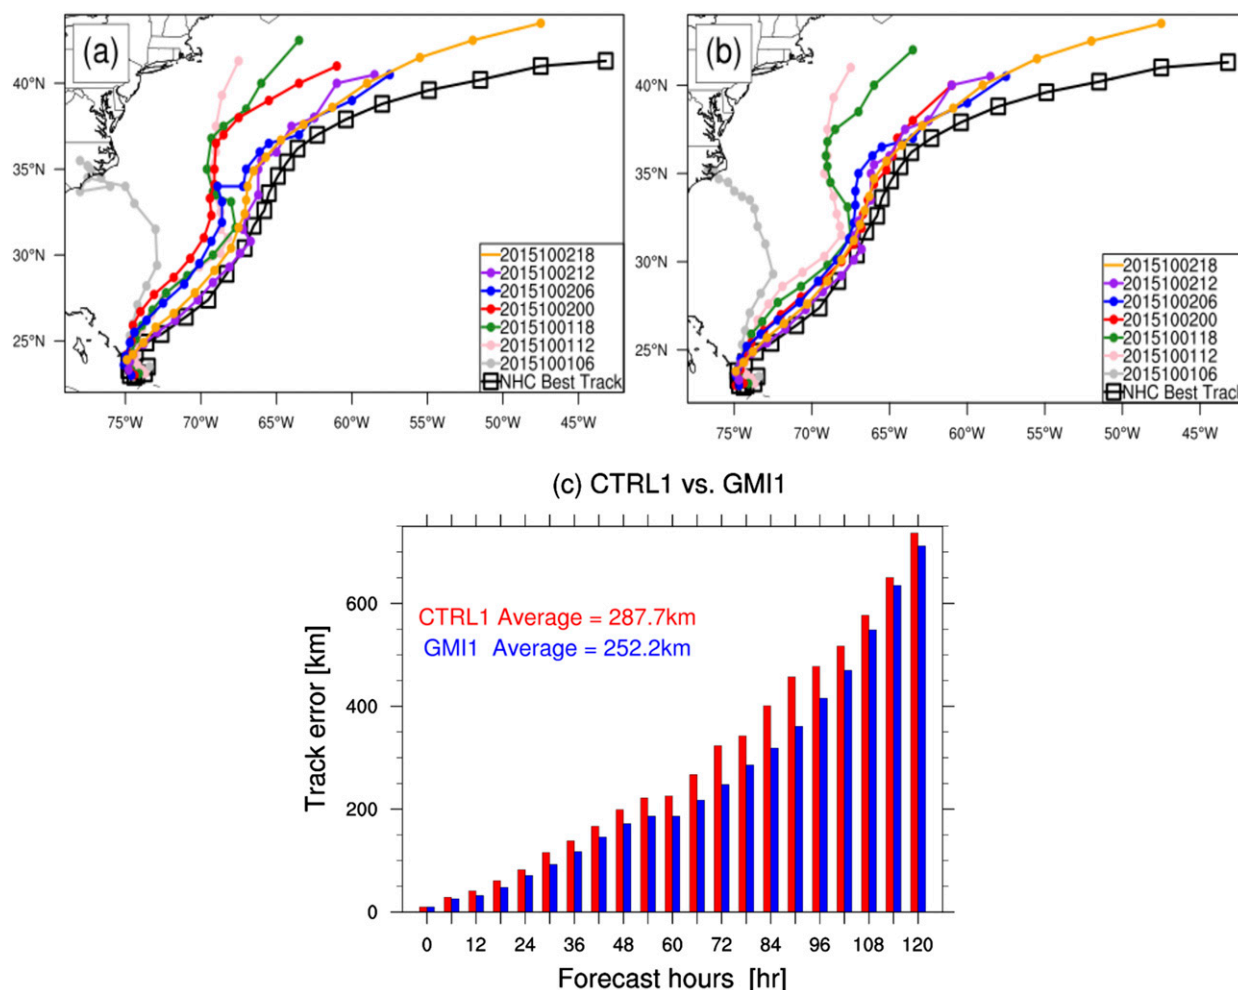 (a)
40°N
35°N
30°N
25°N
75°W 70°W 65°W 60°W 55°W 50°W 45°W
2015100218
2015100212
2015100206
2015100200
2015100118
2015100112
2015100106
NHC Best Track
(b)
40°N
35°N
30°N
25°N
75°W 70°W 65°W 60°W 55°W 50°W 45°W
2015100218
2015100212
2015100206
2015100200
2015100118
2015100112
2015100106
NHC Best Track
(c) CTRL1 vs. GMI1
CTRL1 Average = 287.7km
GMI1 Average = 252.2km
Track error [km]
600
400
200
0
0 12 24 36 48 60 72 84 96 108 120
Forecast hours [hr]